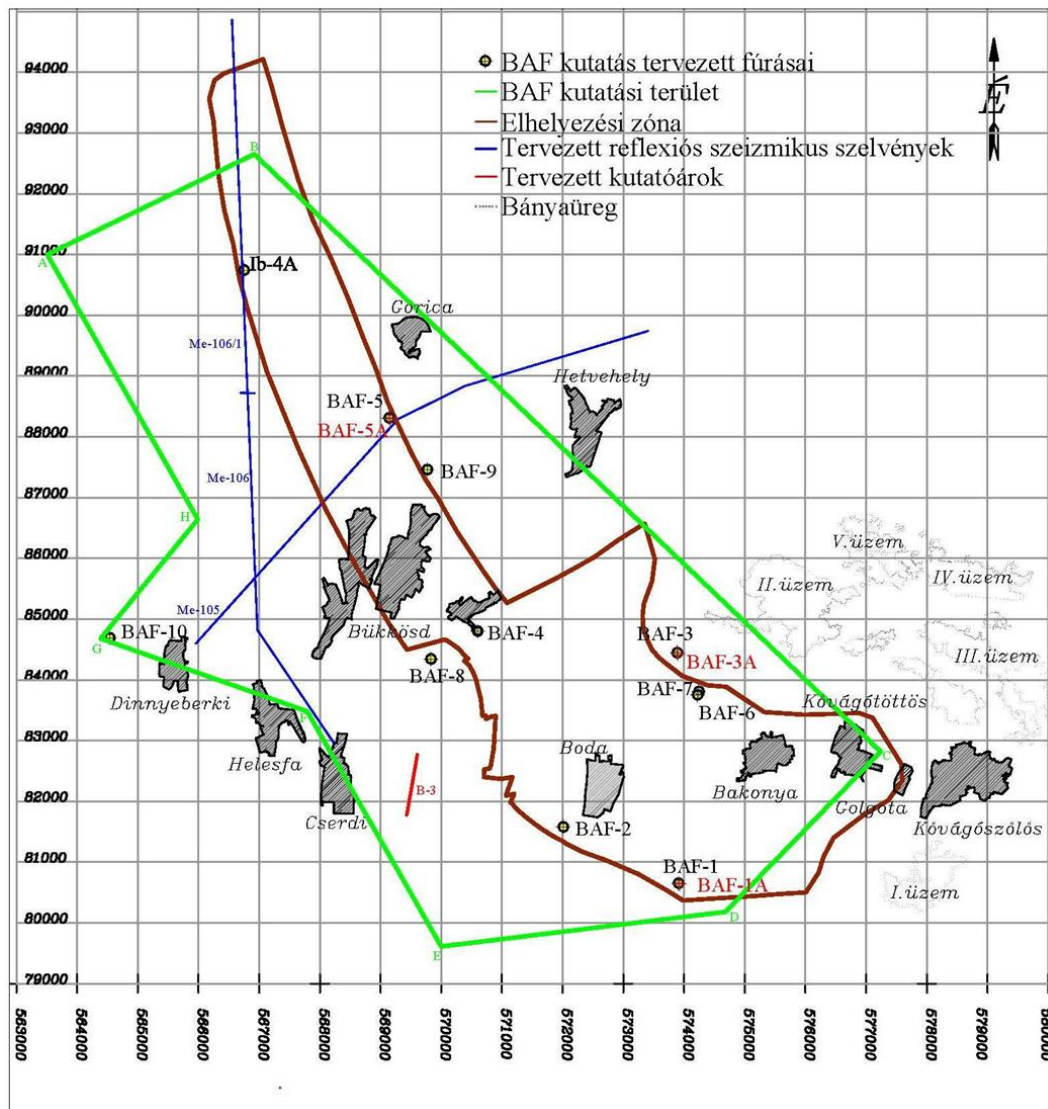 BAF kutatás tervezett fúrásai
BAF kutatási terület
Elhelyezési zóna
Tervezett reflexiós szeizmikus szelvények
Tervezett kutatóárok
Bányaüreg
É
94000
93000
92000
91000
90000
89000
88000
87000
86000
85000
84000
83000
82000
81000
80000
79000
B
A
Ib-4A
Gorica
Me-106/1
Hetvehely
BAF-5
BAF-5A
BAF-9
Me-106
H
V.üzem
II.üzem
IV.üzem
Me-105
Bükkösd
BAF-4
BAF-3
BAF-3A
III.üzem
BAF-10
G
BAF-8
Dinnyeberki
BAF-7
BAF-6
Kővágótöttös
F
Helesfa
Boda
C
B-3
Bakonya
Golgota
Cserdi
Kővágószőlős
BAF-2
BAF-1
BAF-1A
I.üzem
D
E
563000
564000
565000
566000
567000
568000
569000
570000
571000
572000
573000
574000
575000
576000
577000
578000
579000